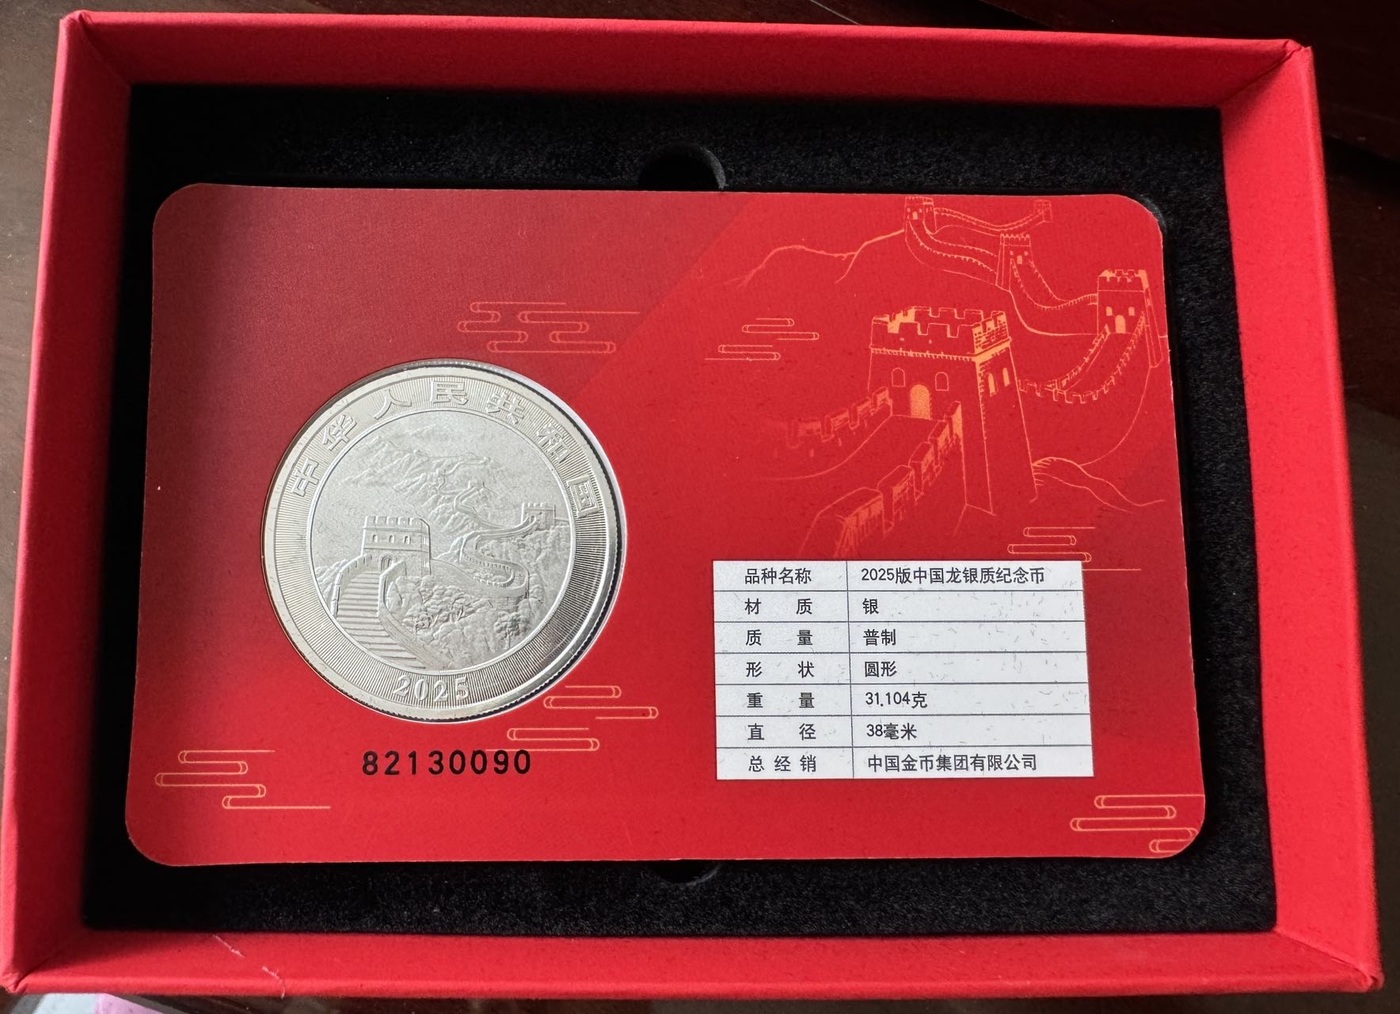 中华人民共和国
2025
82130090
品种名称 2025版中国龙银质纪念币
材 质 银
质 量 普制
形 状 圆形
重 量 31.104克
直 径 38毫米
总经销 中国金币集团有限公司